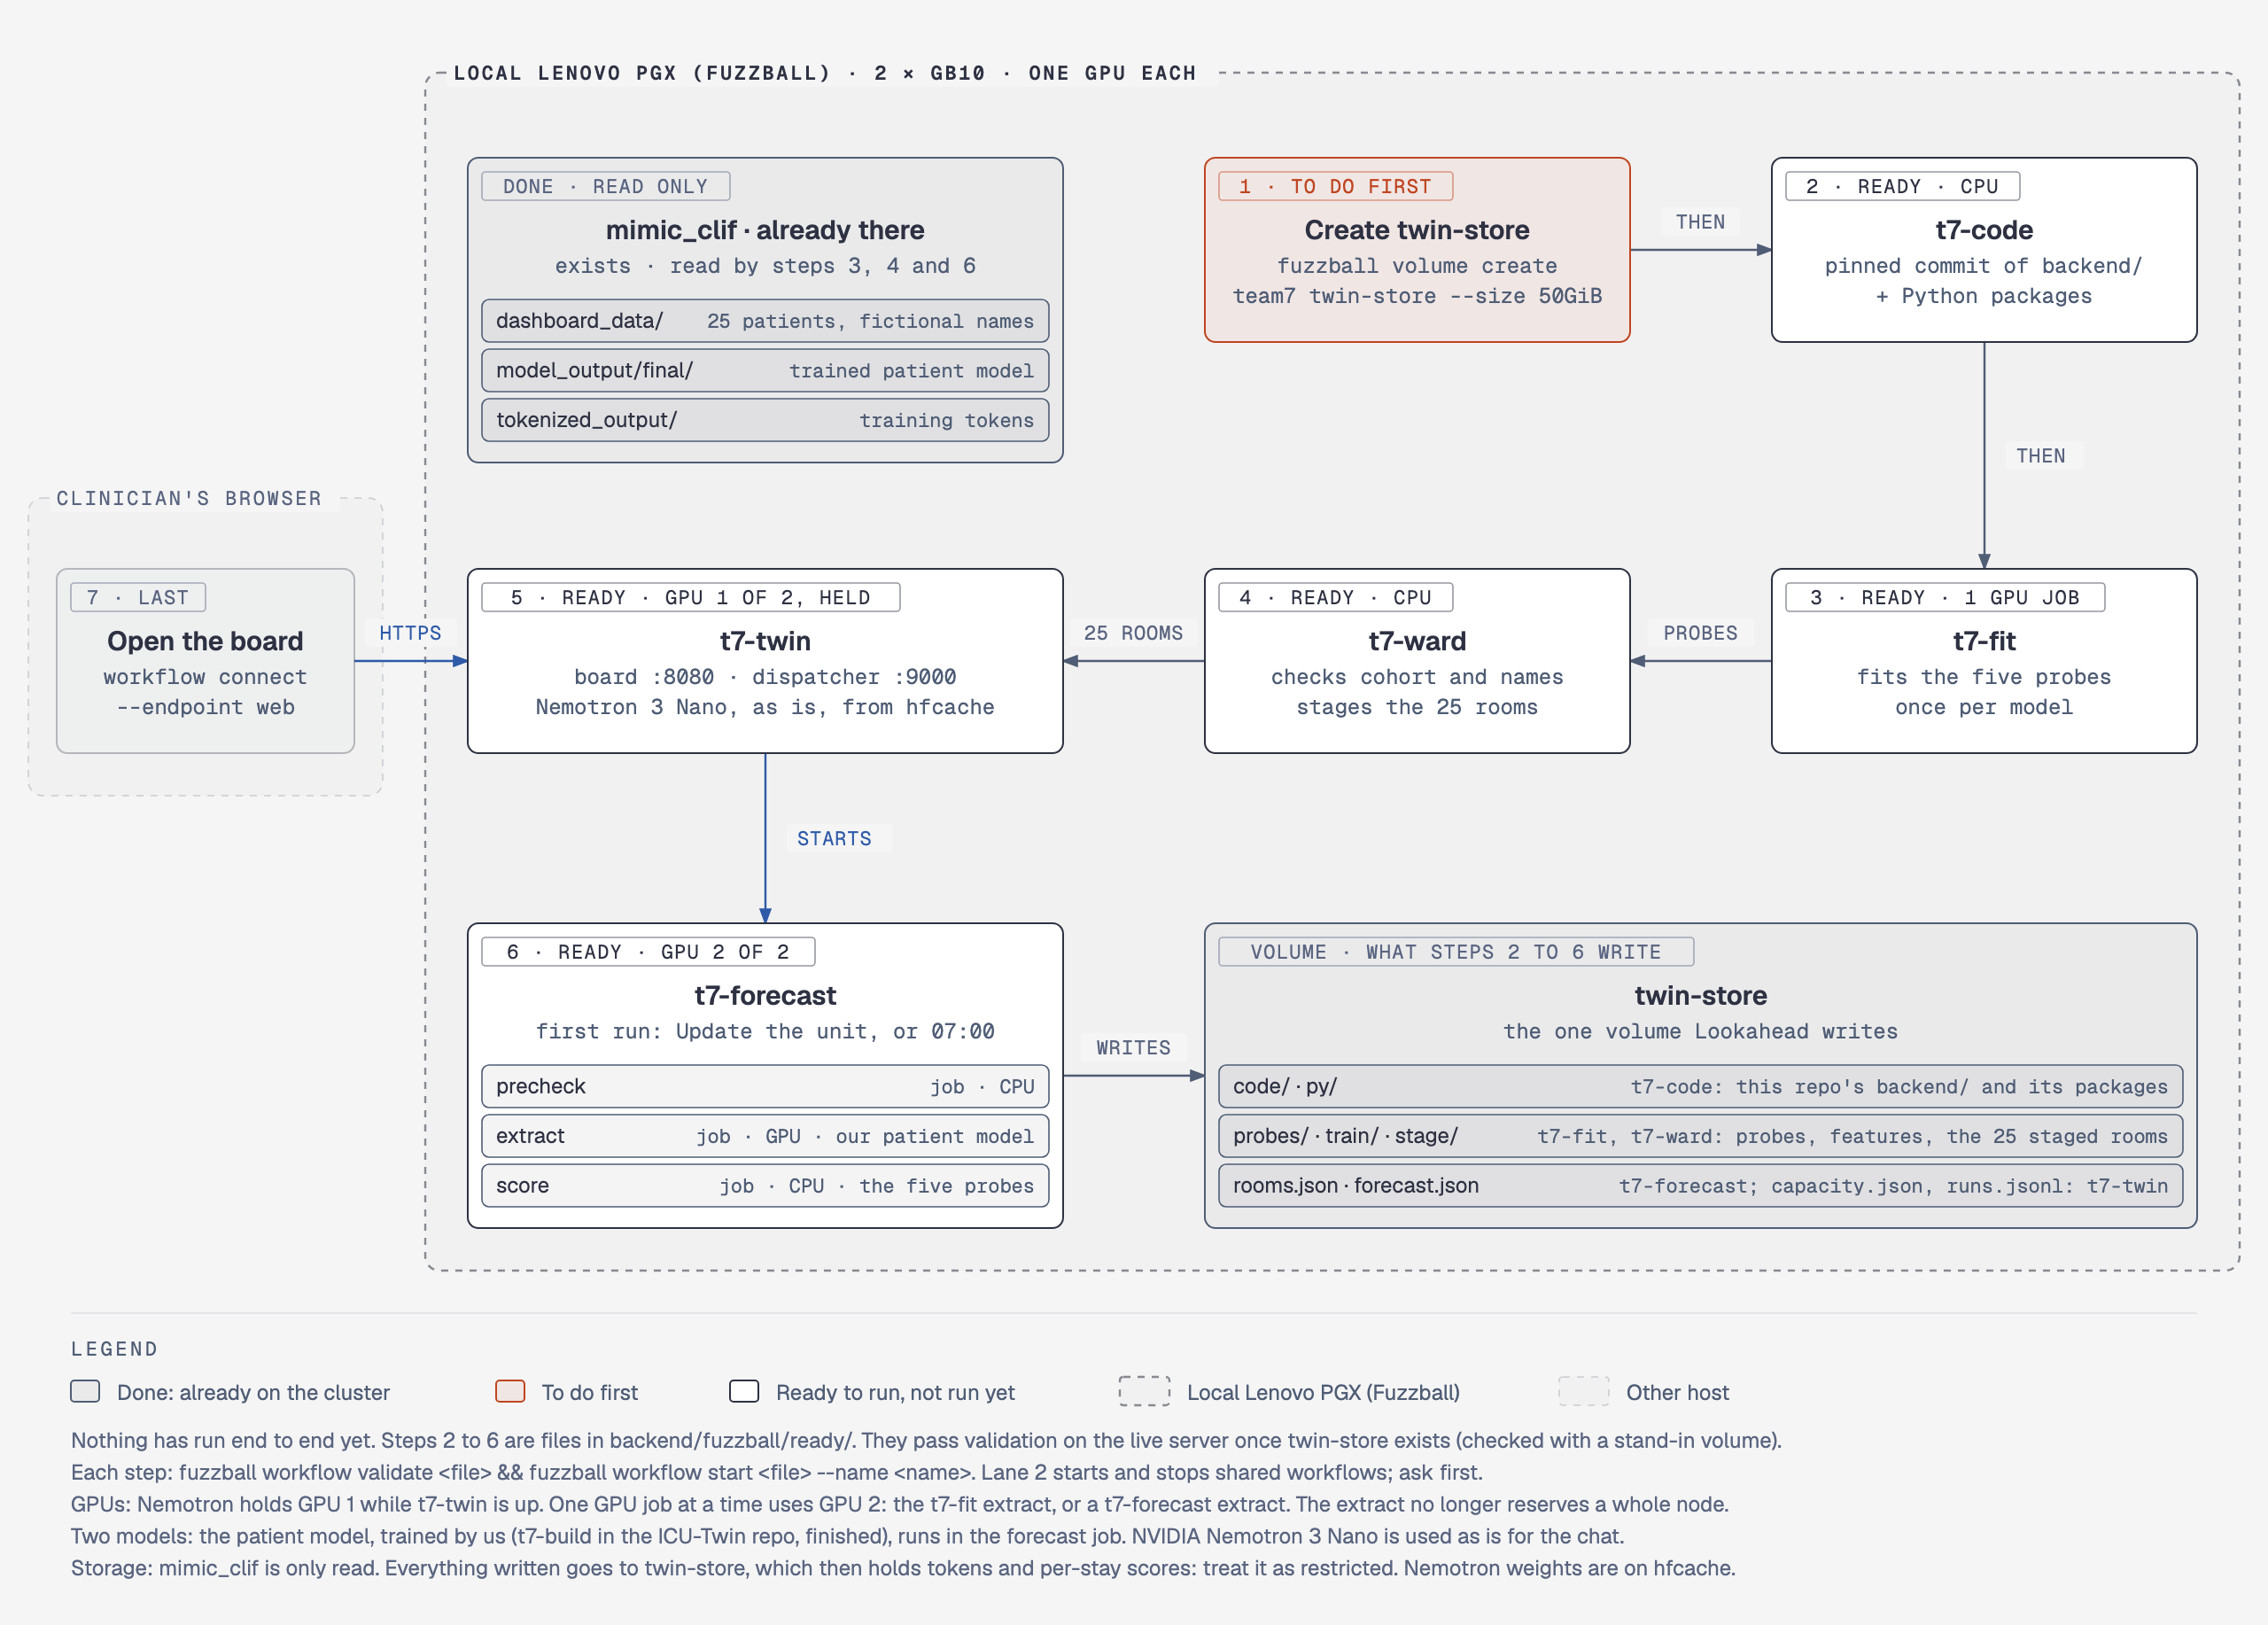 LOCAL LENOVO PGX (FUZZBALL) · 2 × GB10 · ONE GPU EACH
DONE · READ ONLY
mimic_clif · already there
exists · read by steps 3, 4 and 6
dashboard_data/ 25 patients, fictional names
model_output/final/ trained patient model
tokenized_output/ training tokens
1 · TO DO FIRST
Create twin-store
fuzzball volume create
team7 twin-store --size 50GiB
THEN
2 · READY · CPU
t7-code
pinned commit of backend/
+ Python packages
THEN
CLINICIAN'S BROWSER
7 · LAST
Open the board
workflow connect
--endpoint web
HTTPS
5 · READY · GPU 1 OF 2, HELD
t7-twin
board :8080 · dispatcher :9000
Nemotron 3 Nano, as is, from hfcache
25 ROOMS
4 · READY · CPU
t7-ward
checks cohort and names
stages the 25 rooms
PROBES
3 · READY · 1 GPU JOB
t7-fit
fits the five probes
once per model
STARTS
6 · READY · GPU 2 OF 2
t7-forecast
first run: Update the unit, or 07:00
precheck job · CPU
extract job · GPU · our patient model
score job · CPU · the five probes
WRITES
VOLUME · WHAT STEPS 2 TO 6 WRITE
twin-store
the one volume Lookahead writes
code/ · py/ t7-code: this repo's backend/ and its packages
probes/ · train/ · stage/ t7-fit, t7-ward: probes, features, the 25 staged rooms
rooms.json · forecast.json t7-forecast; capacity.json, runs.jsonl: t7-twin
LEGEND
Done: already on the cluster
To do first
Ready to run, not run yet
Local Lenovo PGX (Fuzzball)
Other host
Nothing has run end to end yet. Steps 2 to 6 are files in backend/fuzzball/ready/. They pass validation on the live server once twin-store exists (checked with a stand-in volume).
Each step: fuzzball workflow validate <file> && fuzzball workflow start <file> --name <name>. Lane 2 starts and stops shared workflows; ask first.
GPUs: Nemotron holds GPU 1 while t7-twin is up. One GPU job at a time uses GPU 2: the t7-fit extract, or a t7-forecast extract. The extract no longer reserves a whole node.
Two models: the patient model, trained by us (t7-build in the ICU-Twin repo, finished), runs in the forecast job. NVIDIA Nemotron 3 Nano is used as is for the chat.
Storage: mimic_clif is only read. Everything written goes to twin-store, which then holds tokens and per-stay scores: treat it as restricted. Nemotron weights are on hfcache.